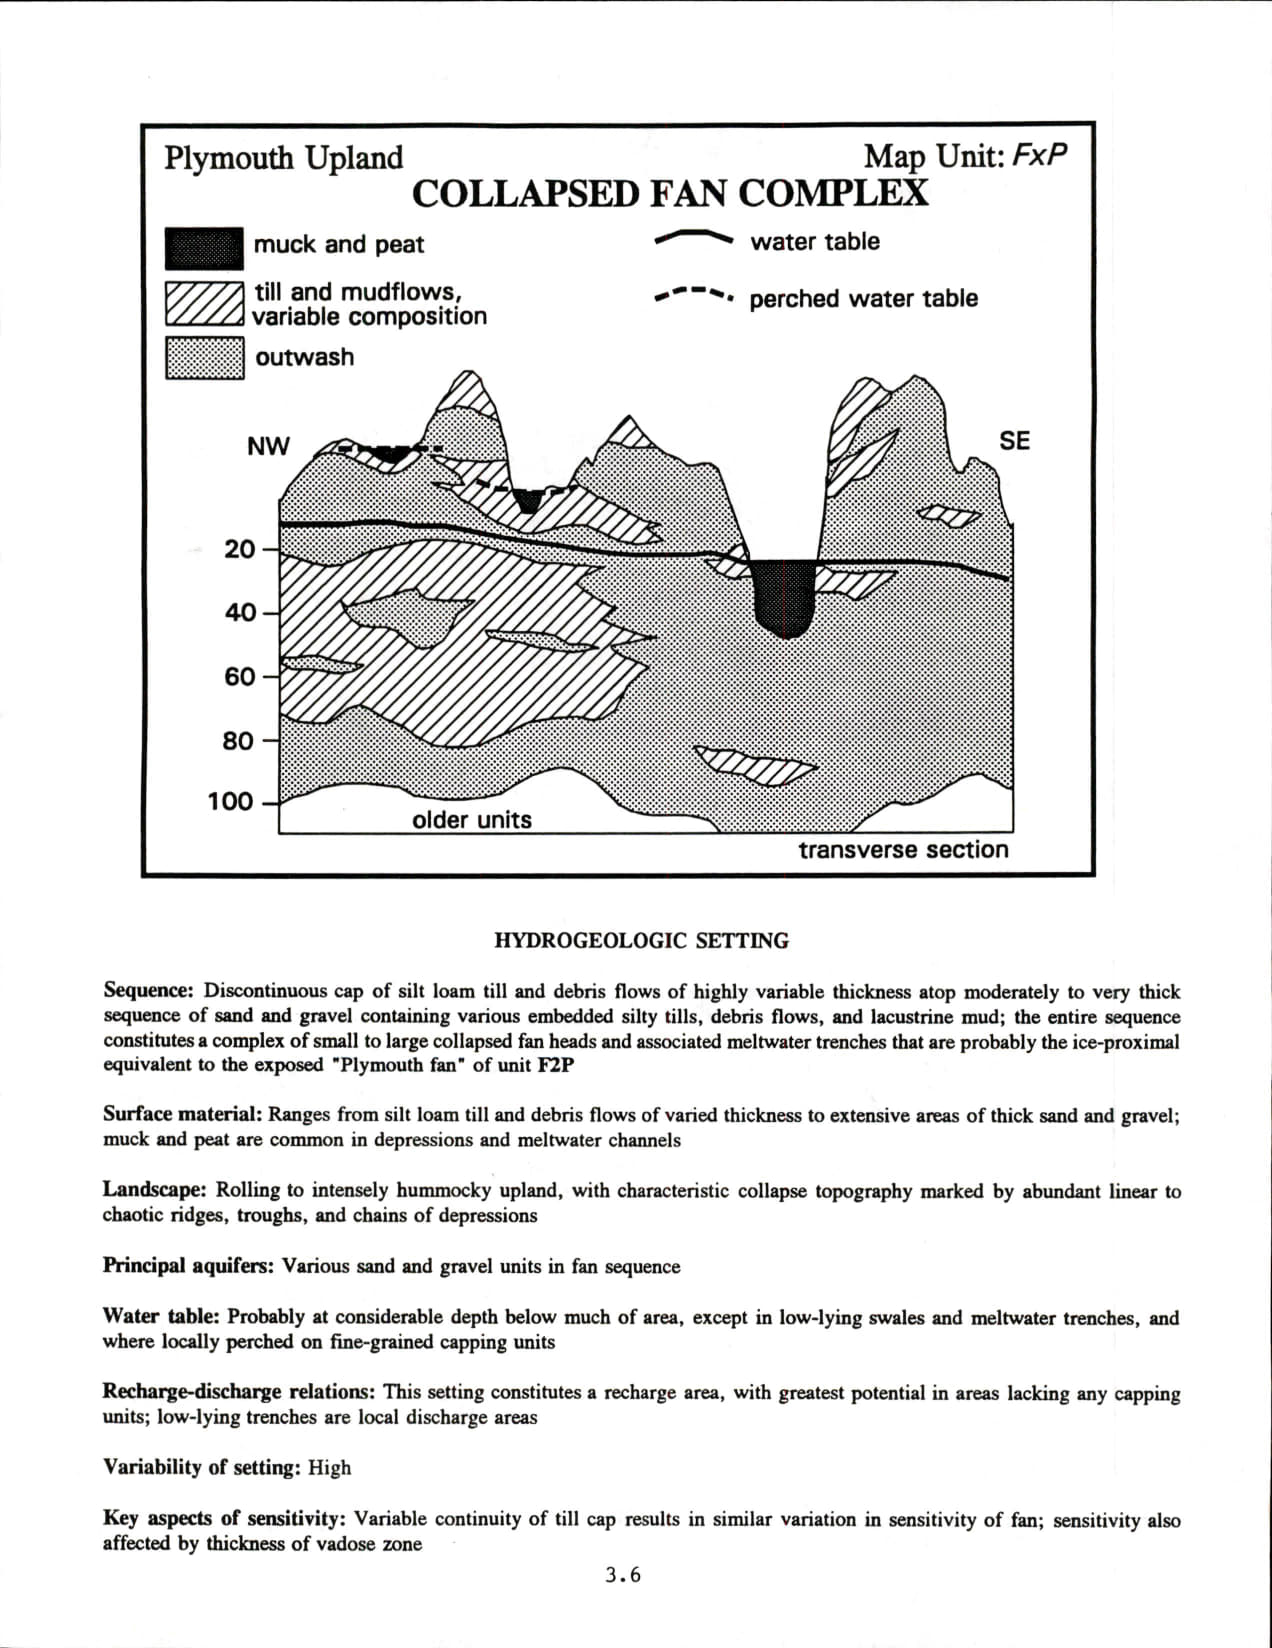 Plymouth Upland
Map Unit: FxP
COLLAPSED FAN COMPLEX
muck and peat
water table
till and mudflows,
variable composition
perched water table
outwash
NW
SE
20
40
60
80
100
older units
transverse section
HYDROGEOLOGIC SETTING
Sequence: Discontinuous cap of silt loam till and debris flows of highly variable thickness atop moderately to very thick
sequence of sand and gravel containing various embedded silty tills, debris flows, and lacustrine mud; the entire sequence
constitutes a complex of small to large collapsed fan heads and associated meltwater trenches that are probably the ice-proximal
equivalent to the exposed "Plymouth fan" of unit F2P
Surface material: Ranges from silt loam till and debris flows of varied thickness to extensive areas of thick sand and gravel;
muck and peat are common in depressions and meltwater channels
Landscape: Rolling to intensely hummocky upland, with characteristic collapse topography marked by abundant linear to
chaotic ridges, troughs, and chains of depressions
Principal aquifers: Various sand and gravel units in fan sequence
Water table: Probably at considerable depth below much of area, except in low-lying swales and meltwater trenches, and
where locally perched on fine-grained capping units
Recharge-discharge relations: This setting constitutes a recharge area, with greatest potential in areas lacking any capping
units; low-lying trenches are local discharge areas
Variability of setting: High
Key aspects of sensitivity: Variable continuity of till cap results in similar variation in sensitivity of fan; sensitivity also
affected by thickness of vadose zone
3.6